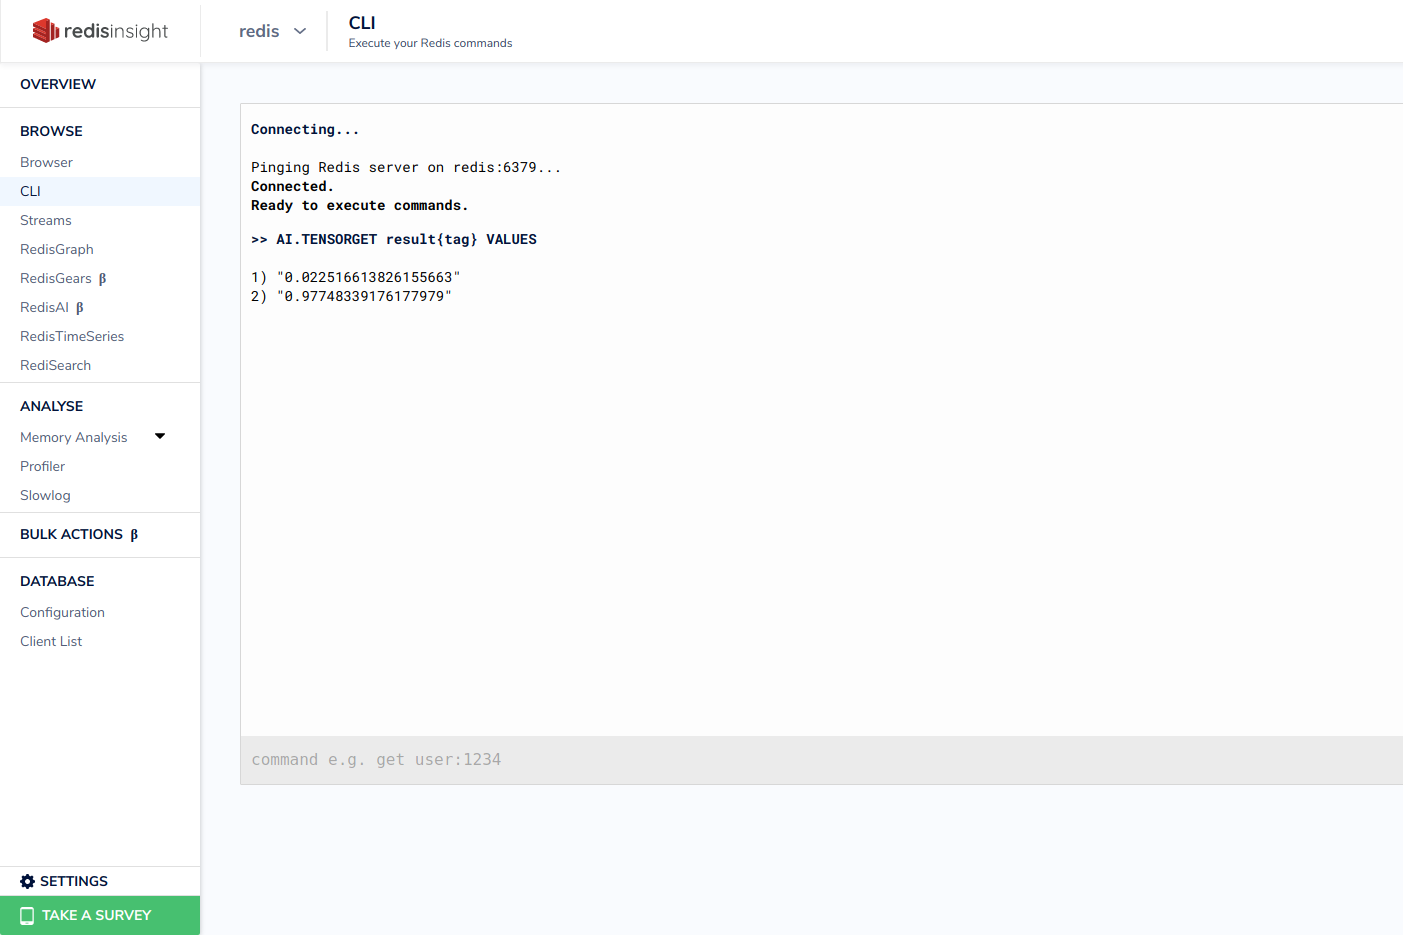 redisinsight
redis
CLI
Execute your Redis commands
OVERVIEW
BROWSE
Browser
CLI
Streams
RedisGraph
RedisGears β
RedisAI β
RedisTimeSeries
RediSearch
ANALYSE
Memory Analysis
Profiler
Slowlog
BULK ACTIONS β
DATABASE
Configuration
Client List
SETTINGS
TAKE A SURVEY
Connecting...
Pinging Redis server on redis:6379...
Connected.
Ready to execute commands.
>> AI.TENSORGET result{tag} VALUES
1) "0.022516613826155663"
2) "0.97748339176177979"
command e.g. get user:1234